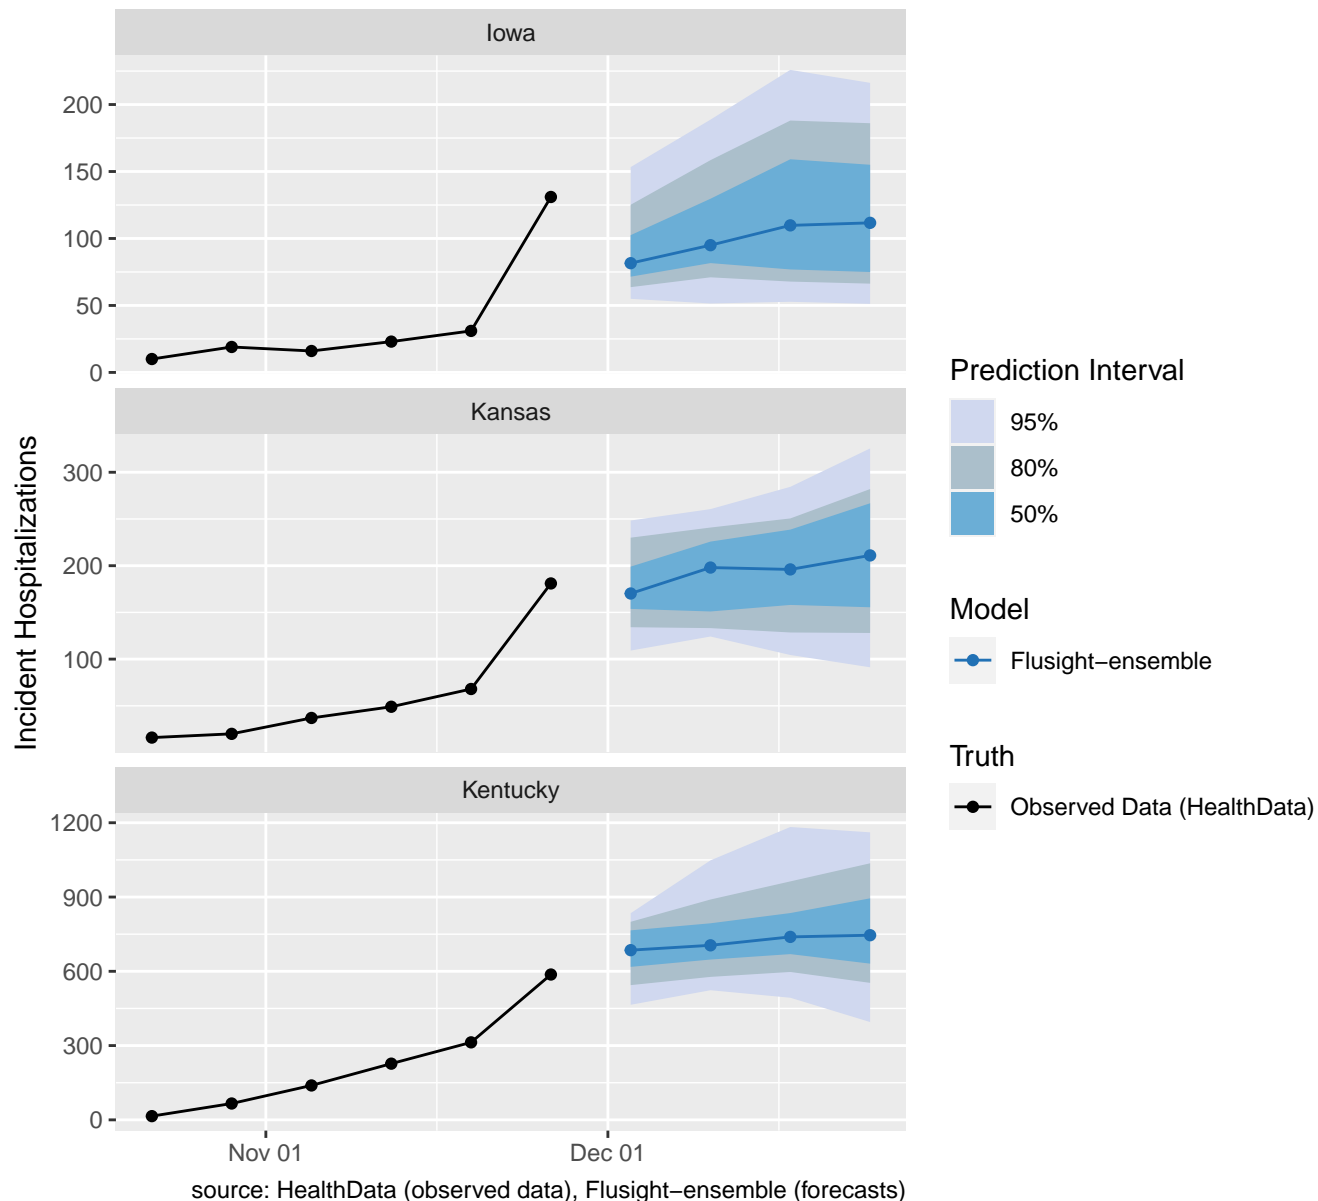 Iowa
200
150
100
50
0
Kansas
300
200
100
Kentucky
1200
900
600
300
0
Nov 01
Dec 01
Incident Hospitalizations
source: HealthData (observed data), Flusight−ensemble (forecasts)
Prediction Interval
95%
80%
50%
Model
Flusight−ensemble
Truth
Observed Data (HealthData)